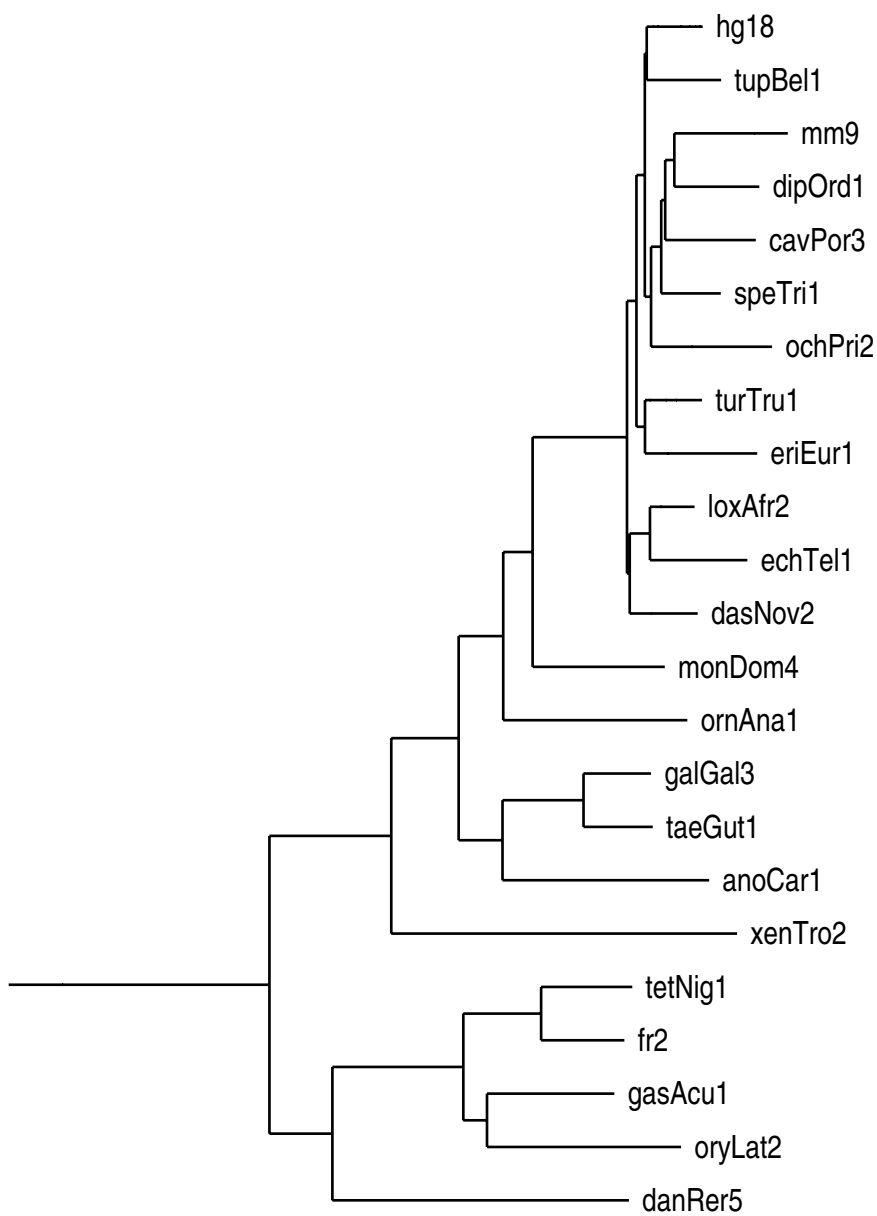 hg18
tupBel1
mm9
dipOrd1
cavPor3
speTri1
ochPri2
turTru1
eriEur1
loxAfr2
echTel1
dasNov2
monDom4
ornAna1
galGal3
taeGut1
anoCar1
xenTro2
tetNig1
fr2
gasAcu1
oryLat2
danRer5